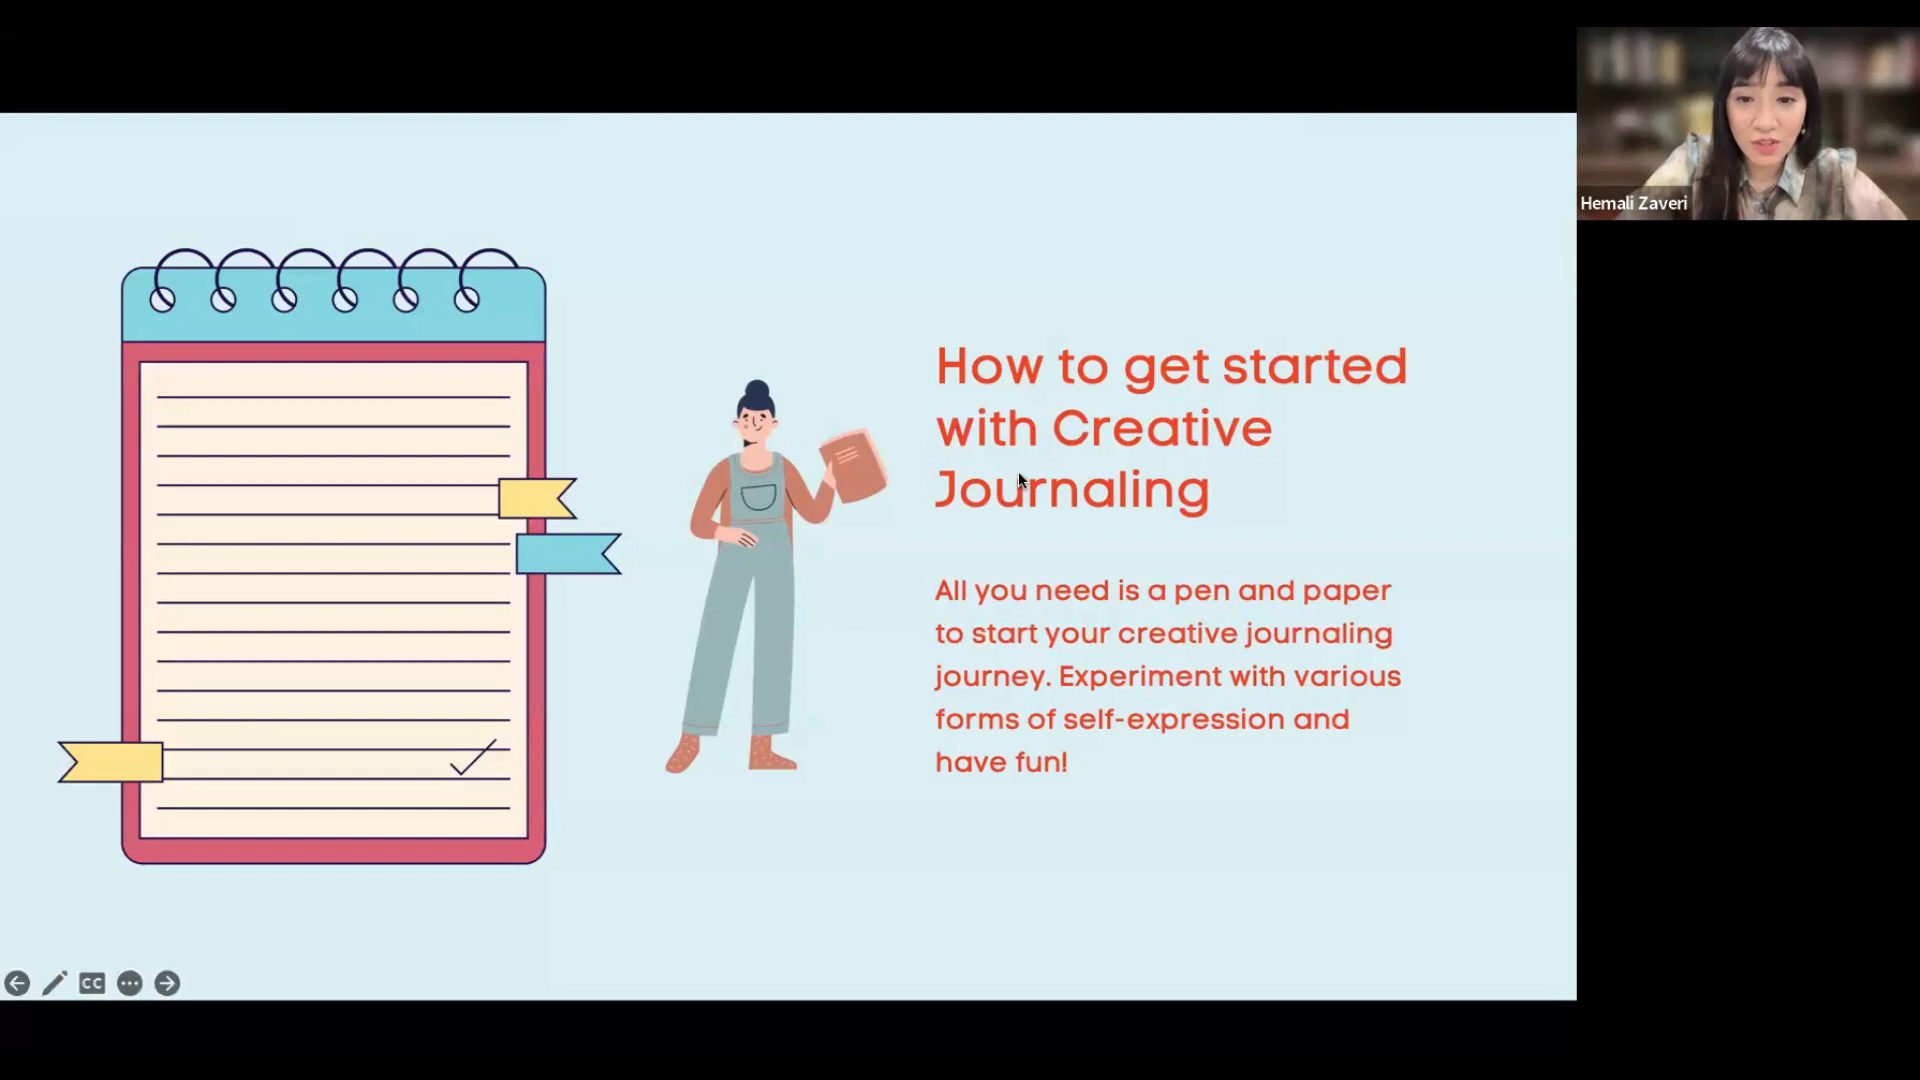 Hemali Zaveri
How to get started
with Creative
Journaling
All you need is a pen and paper
to start your creative journaling
journey. Experiment with various
forms of self-expression and
have fun!
CC